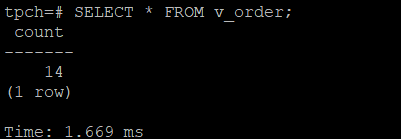 tpch=# SELECT * FROM v_order;
 count
-------
    14
(1 row)

Time: 1.669 ms